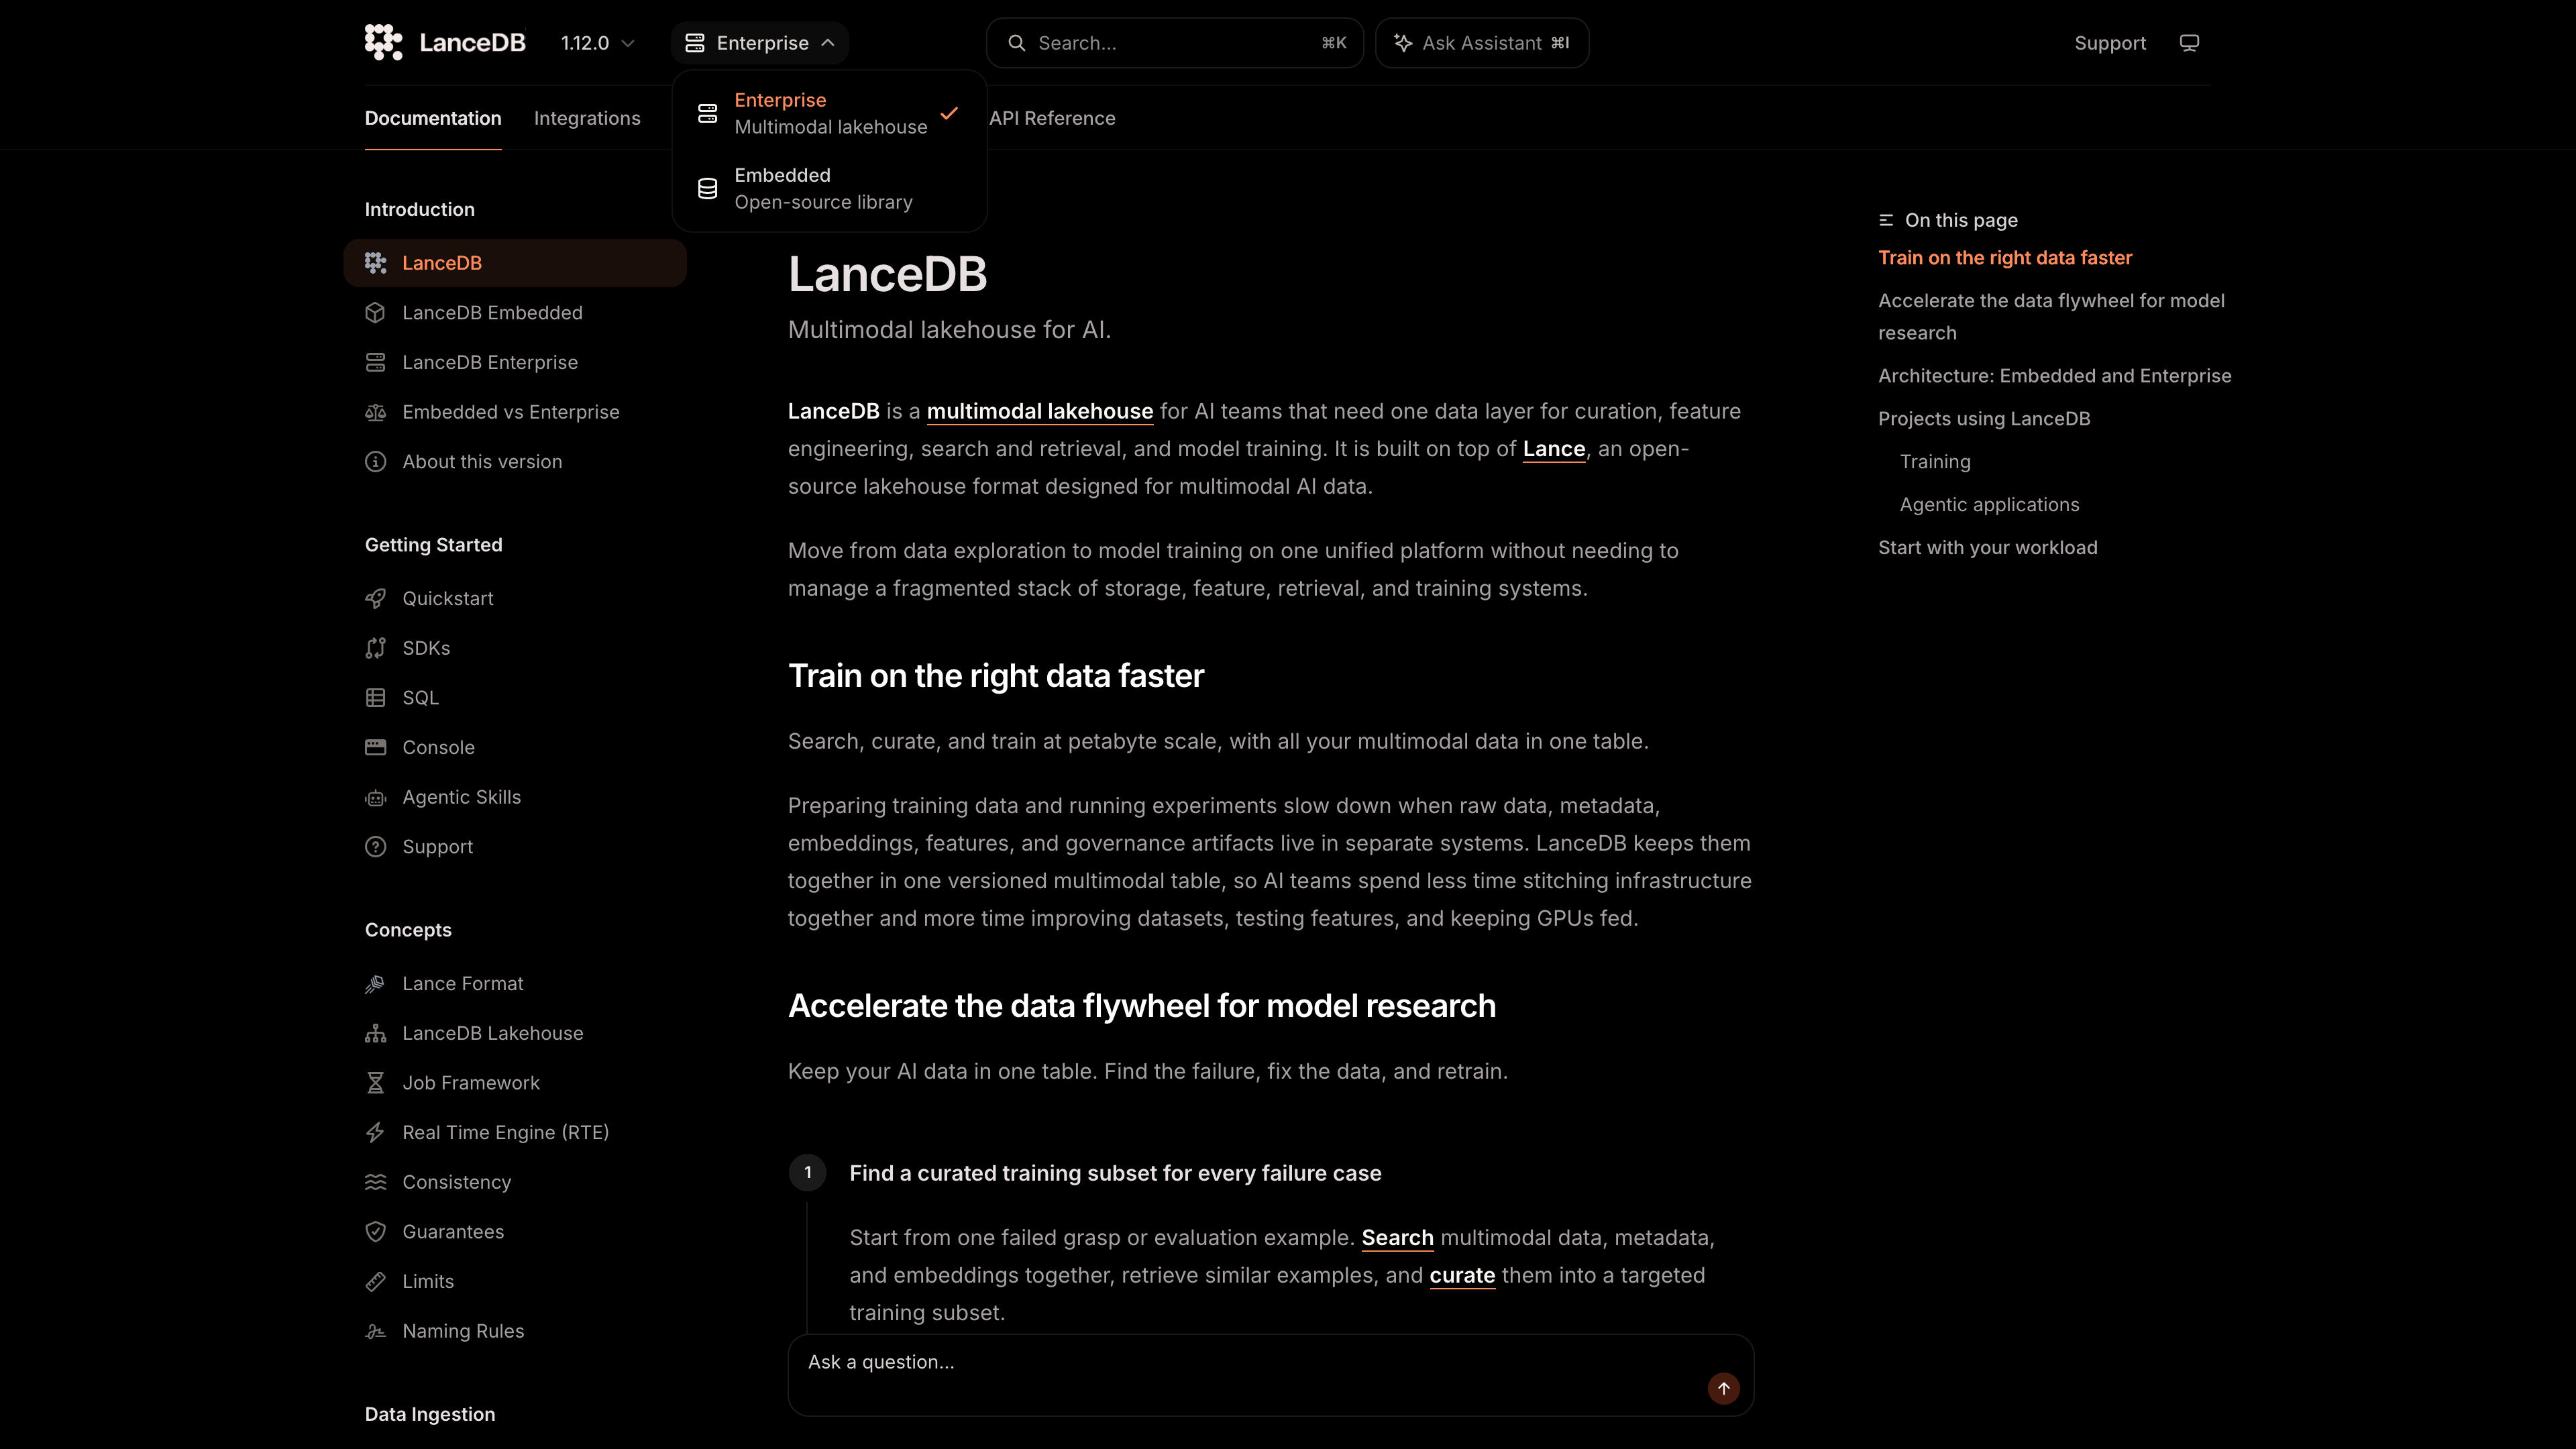 LanceDB
1.12.0
Enterprise
Search...
⌘K
Ask Assistant ⌘I
Support
Enterprise
Multimodal lakehouse
Embedded
Open-source library
Documentation
Integrations
API Reference
Introduction
LanceDB
LanceDB Embedded
LanceDB Enterprise
Embedded vs Enterprise
About this version
Getting Started
Quickstart
SDKs
SQL
Console
Agentic Skills
Support
Concepts
Lance Format
LanceDB Lakehouse
Job Framework
Real Time Engine (RTE)
Consistency
Guarantees
Limits
Naming Rules
Data Ingestion
LanceDB
Multimodal lakehouse for AI.
LanceDB is a multimodal lakehouse for AI teams that need one data layer for curation, feature
engineering, search and retrieval, and model training. It is built on top of Lance, an open-
source lakehouse format designed for multimodal AI data.
Move from data exploration to model training on one unified platform without needing to
manage a fragmented stack of storage, feature, retrieval, and training systems.
Train on the right data faster
Search, curate, and train at petabyte scale, with all your multimodal data in one table.
Preparing training data and running experiments slow down when raw data, metadata,
embeddings, features, and governance artifacts live in separate systems. LanceDB keeps them
together in one versioned multimodal table, so AI teams spend less time stitching infrastructure
together and more time improving datasets, testing features, and keeping GPUs fed.
Accelerate the data flywheel for model research
Keep your AI data in one table. Find the failure, fix the data, and retrain.
1
Find a curated training subset for every failure case
Start from one failed grasp or evaluation example. Search multimodal data, metadata,
and embeddings together, retrieve similar examples, and curate them into a targeted
training subset.
Ask a question...
On this page
Train on the right data faster
Accelerate the data flywheel for model
research
Architecture: Embedded and Enterprise
Projects using LanceDB
Training
Agentic applications
Start with your workload